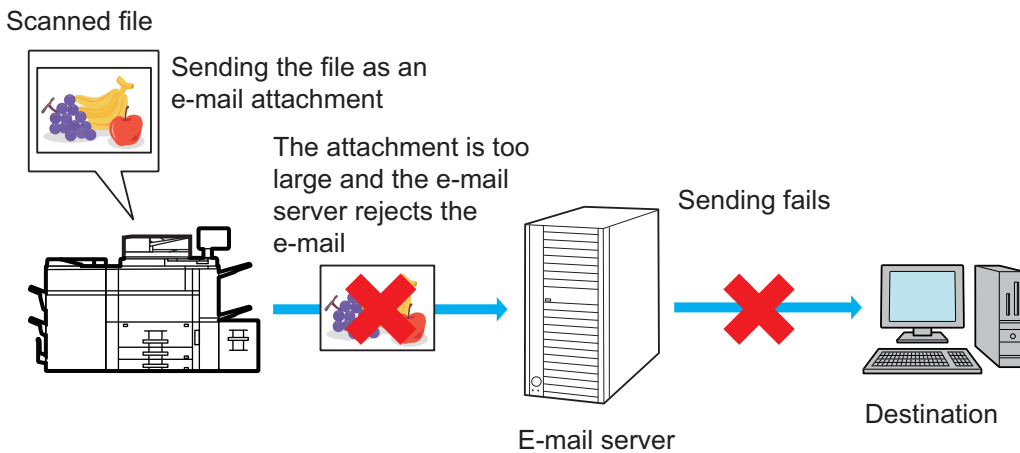 Scanned file
Sending the file as an
e-mail attachment
The attachment is too
large and the e-mail
server rejects the
e-mail
Sending fails
Destination
E-mail server